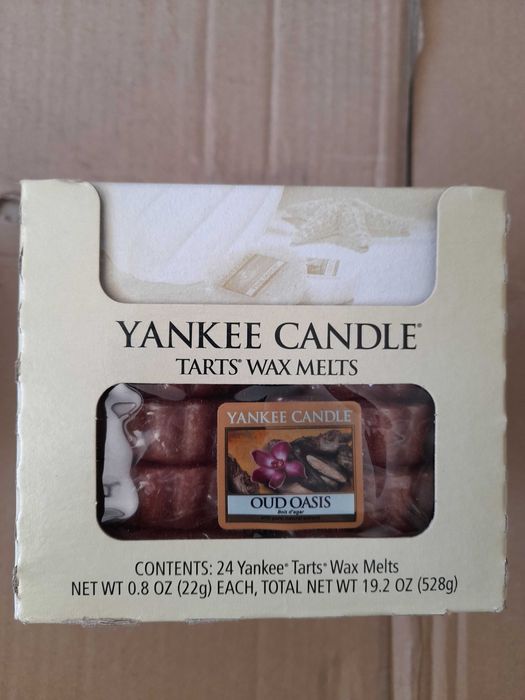 YANKEE CANDLE®
TARTS® WAX MELTS
YANKEE CANDLE
OUD OASIS
Bois d'agar
CONTENTS: 24 Yankee® Tarts® Wax Melts
NET WT 0.8 OZ (22g) EACH, TOTAL NET WT 19.2 OZ (528g)